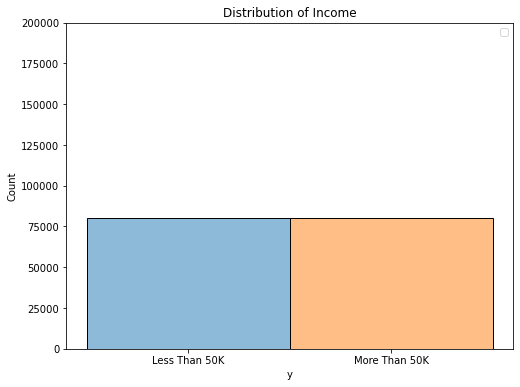 Distribution of Income
200000
175000
150000
125000
100000
75000
50000
25000
0
Count
Less Than 50K
More Than 50K
y